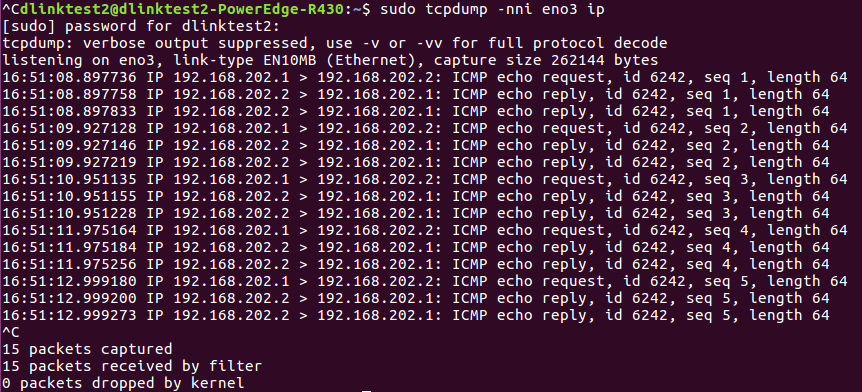 ^Cdlinktest2@dlinktest2-PowerEdge-R430:~$ sudo tcpdump -nni eno3 ip
[sudo] password for dlinktest2:
tcpdump: verbose output suppressed, use -v or -vv for full protocol decode
listening on eno3, link-type EN10MB (Ethernet), capture size 262144 bytes
16:51:08.897736 IP 192.168.202.1 > 192.168.202.2: ICMP echo request, id 6242, seq 1, length 64
16:51:08.897758 IP 192.168.202.2 > 192.168.202.1: ICMP echo reply, id 6242, seq 1, length 64
16:51:08.897833 IP 192.168.202.2 > 192.168.202.1: ICMP echo reply, id 6242, seq 1, length 64
16:51:09.927128 IP 192.168.202.1 > 192.168.202.2: ICMP echo request, id 6242, seq 2, length 64
16:51:09.927146 IP 192.168.202.2 > 192.168.202.1: ICMP echo reply, id 6242, seq 2, length 64
16:51:09.927219 IP 192.168.202.2 > 192.168.202.1: ICMP echo reply, id 6242, seq 2, length 64
16:51:10.951135 IP 192.168.202.1 > 192.168.202.2: ICMP echo request, id 6242, seq 3, length 64
16:51:10.951155 IP 192.168.202.2 > 192.168.202.1: ICMP echo reply, id 6242, seq 3, length 64
16:51:10.951228 IP 192.168.202.2 > 192.168.202.1: ICMP echo reply, id 6242, seq 3, length 64
16:51:11.975164 IP 192.168.202.1 > 192.168.202.2: ICMP echo request, id 6242, seq 4, length 64
16:51:11.975184 IP 192.168.202.2 > 192.168.202.1: ICMP echo reply, id 6242, seq 4, length 64
16:51:11.975256 IP 192.168.202.2 > 192.168.202.1: ICMP echo reply, id 6242, seq 4, length 64
16:51:12.999180 IP 192.168.202.1 > 192.168.202.2: ICMP echo request, id 6242, seq 5, length 64
16:51:12.999200 IP 192.168.202.2 > 192.168.202.1: ICMP echo reply, id 6242, seq 5, length 64
16:51:12.999273 IP 192.168.202.2 > 192.168.202.1: ICMP echo reply, id 6242, seq 5, length 64
^C
15 packets captured
15 packets received by filter
0 packets dropped by kernel